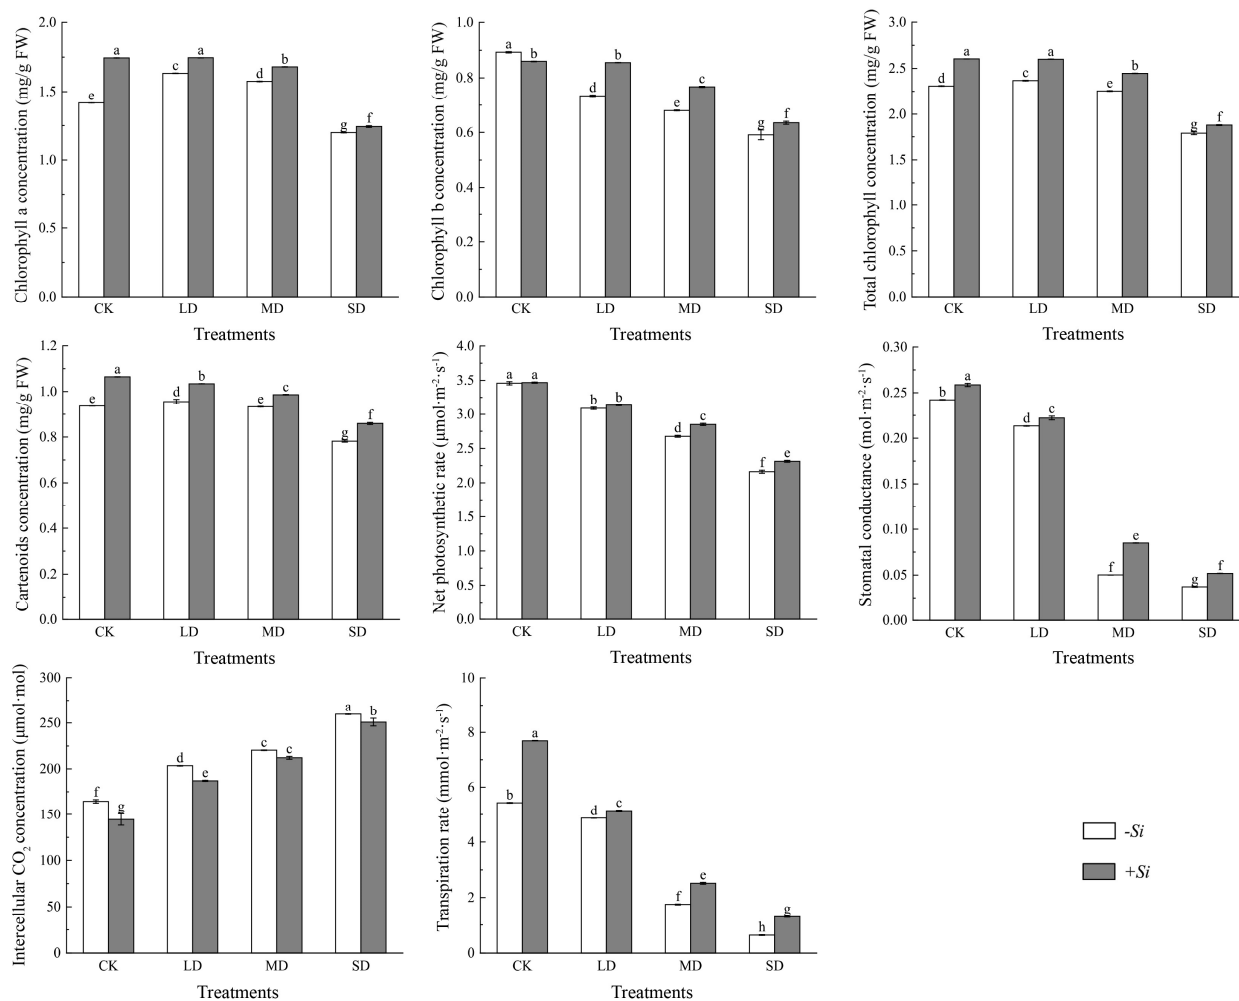 Chlorophyll a concentration (mg/g FW)
2.0
1.5
1.2
1.0
0.5
0.0
e
a
c
a
d
b
g
f
CK LD MD SD
Treatments
Chlorophyll b concentration (mg/g FW)
1.0
0.8
0.6
0.4
0.2
0.0
a
b
d
b
e
c
g
f
CK LD MD SD
Treatments
Total chlorophyll concentration (mg/g FW)
3.0
2.5
2.0
1.5
1.0
0.5
0.0
d
a
c
a
e
b
g
f
CK LD MD SD
Treatments
Cartenoids concentration (mg/g FW)
1.2
1.0
0.8
0.6
0.4
0.2
0.0
e
a
d
b
e
c
g
f
CK LD MD SD
Treatments
Net photosynthetic rate (μmol·m-2·s-1)
4.0
3.5
3.0
2.5
2.0
1.5
1.0
0.5
0.0
a
a
b
b
d
c
f
e
CK LD MD SD
Treatments
Stomatal conductance (mol·m-2·s-1)
0.30
0.25
0.20
0.15
0.10
0.05
0.00
b
a
d
c
f
e
g
f
CK LD MD SD
Treatments
Intercellular CO2 concentration (μmol·mol)
300
250
200
150
100
50
0
f
g
d
e
c
c
a
b
CK LD MD SD
Treatments
Transpiration rate (mmol·m-2·s-1)
8
6
4
2
0
b
a
d
c
f
e
h
g
CK LD MD SD
Treatments
-Si
+Si